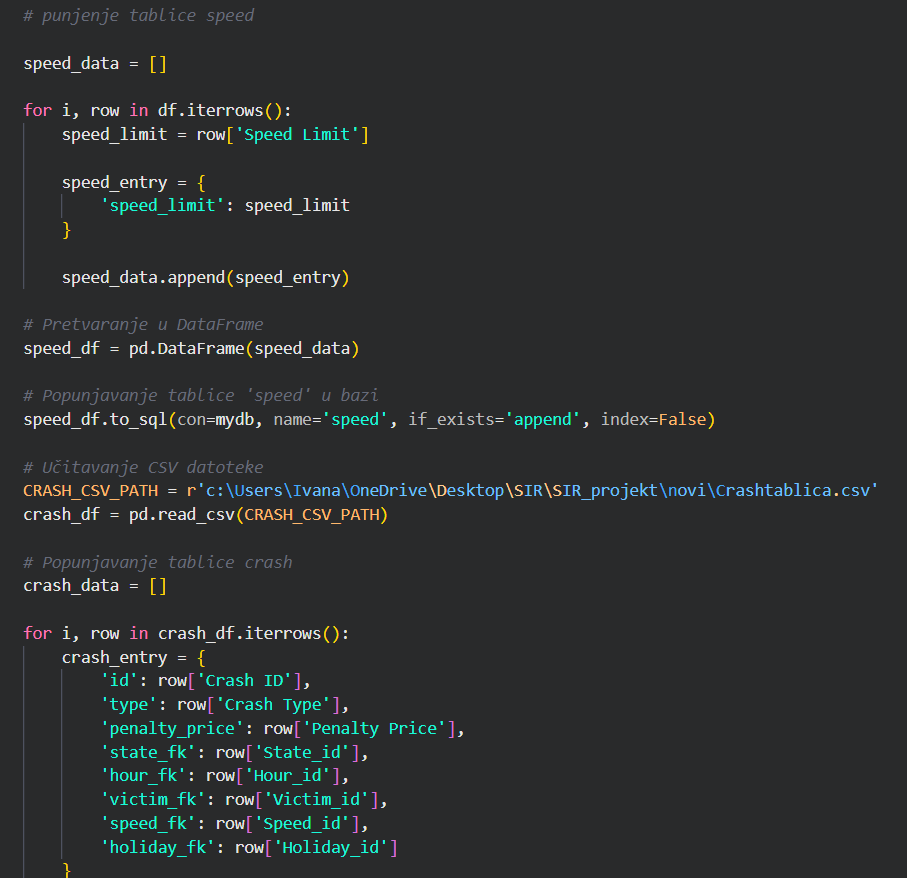 # punjenje tablice speed
speed_data = []
for i, row in df.iterrows():
speed_limit = row['Speed Limit']
speed_entry = {
'speed_limit': speed_limit
}
speed_data.append(speed_entry)
# Pretvaranje u DataFrame
speed_df = pd.DataFrame(speed_data)
# Popunjavanje tablice 'speed' u bazi
speed_df.to_sql(con=mydb, name='speed', if_exists='append', index=False)
# Učitavanje CSV datoteke
CRASH_CSV_PATH = r'c:\Users\Ivana\OneDrive\Desktop\SIR\SIR_projekt\novi\Crashtablica.csv'
crash_df = pd.read_csv(CRASH_CSV_PATH)
# Popunjavanje tablice crash
crash_data = []
for i, row in crash_df.iterrows():
crash_entry = {
'id': row['Crash ID'],
'type': row['Crash Type'],
'penalty_price': row['Penalty Price'],
'state_fk': row['State_id'],
'hour_fk': row['Hour_id'],
'victim_fk': row['Victim_id'],
'speed_fk': row['Speed_id'],
'holiday_fk': row['Holiday_id']
}